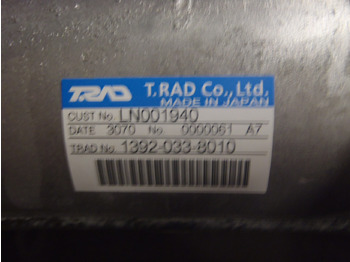 TRAD T.RAD Co., Ltd.
MADE IN JAPAN
CUST No. LN001940
DATE 3070 No. 0000061 A7
TRAD No. 1392-033-8010